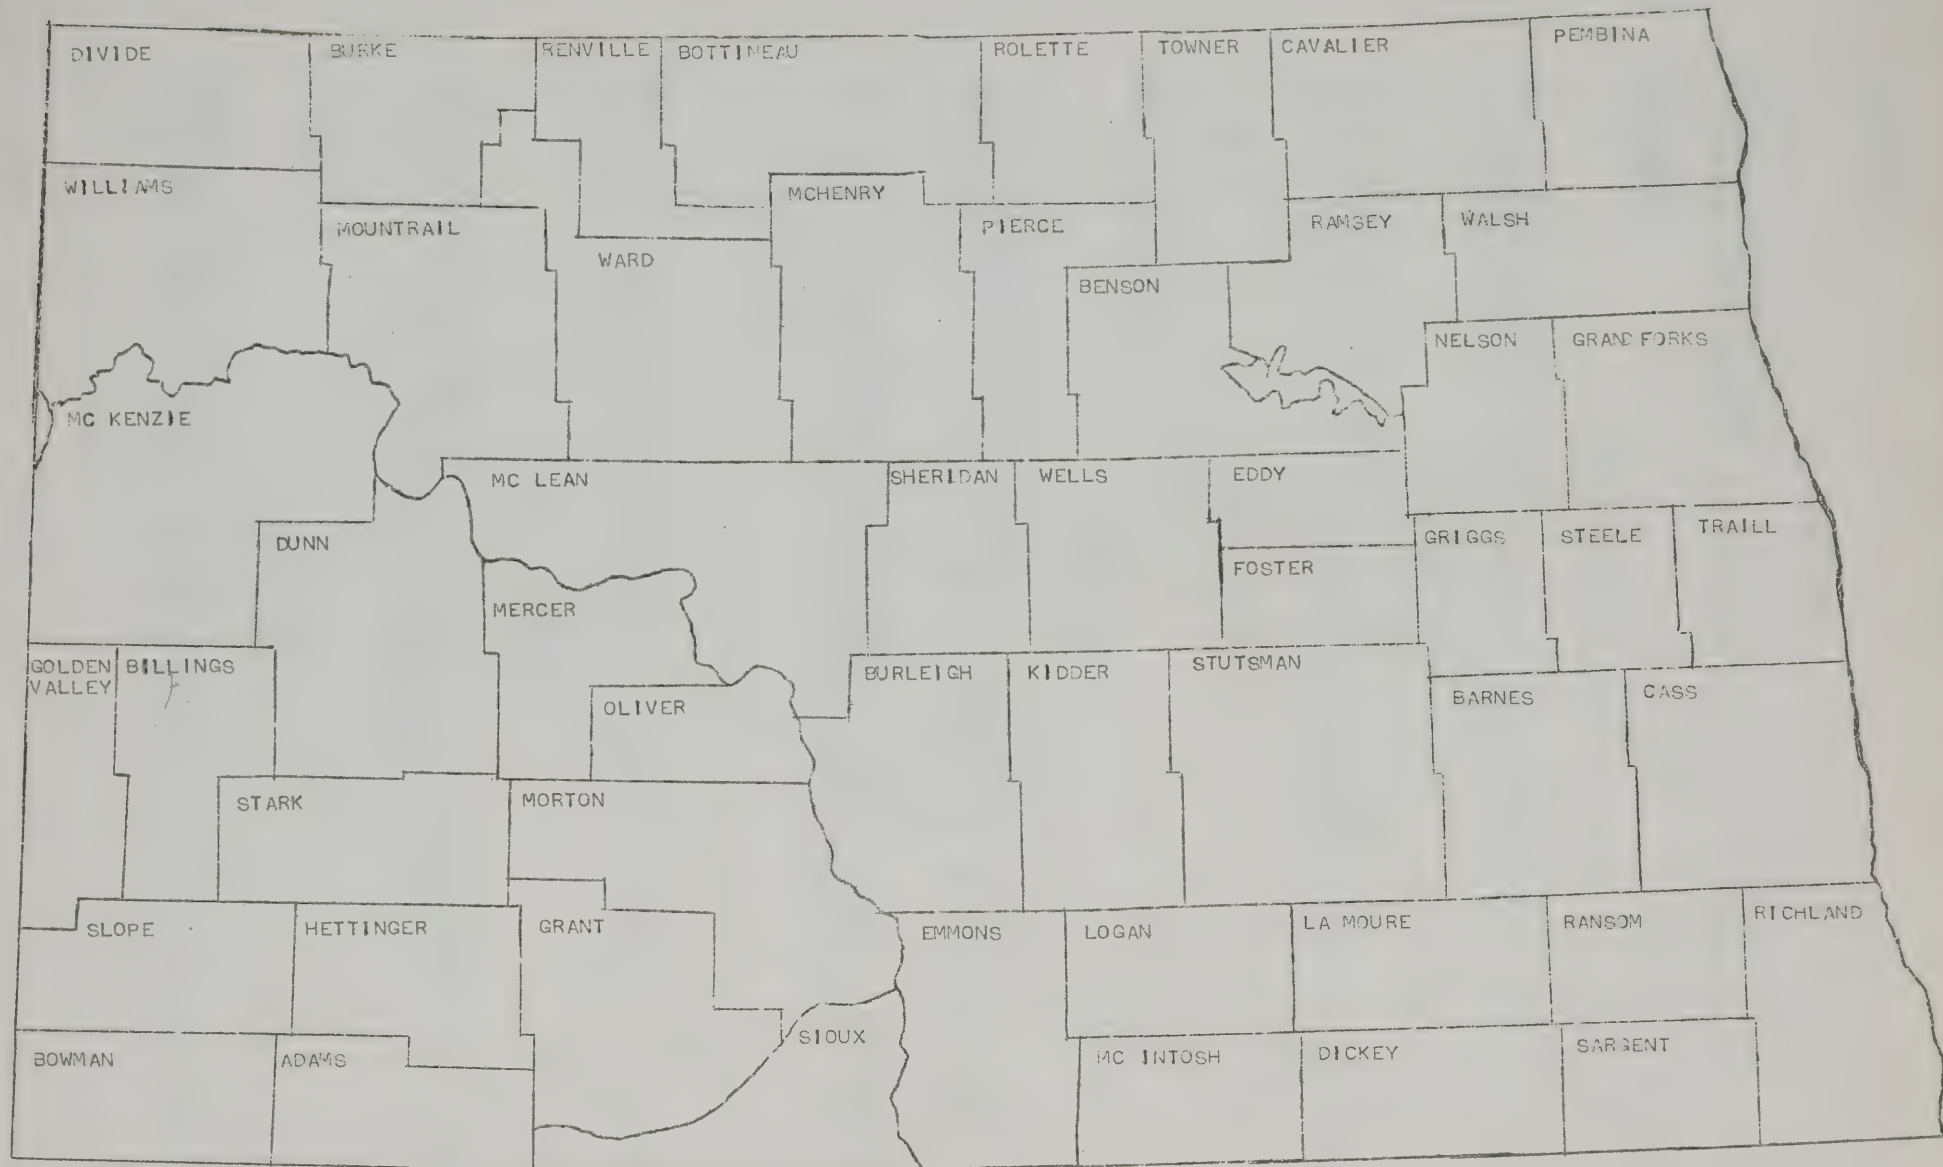 DIVIDE
BURKE
RENVILLE
BOTTINEAU
ROLETTE
TOWNER
CAVALIER
PEMBINA
WILLIAMS
MOUNTRAIL
WARD
MCHENRY
PIERCE
BENSON
RAMSEY
WALSH
NELSON
GRAND FORKS
MC KENZIE
MC LEAN
SHERIDAN
WELLS
EDDY
DUNN
MERCER
FOSTER
GRIGGS
STEELE
TRAILL
GOLDEN
VALLEY
BILLINGS
OLIVER
BURLEIGH
KIDDER
STUTSMAN
BARNES
CASS
STARK
MORTON
SLOPE
HETTINGER
GRANT
EMMONS
LOGAN
LA MOURE
RANSOM
RICHLAND
BOWMAN
ADAMS
SIOUX
MC INTOSH
DICKEY
SARGENT